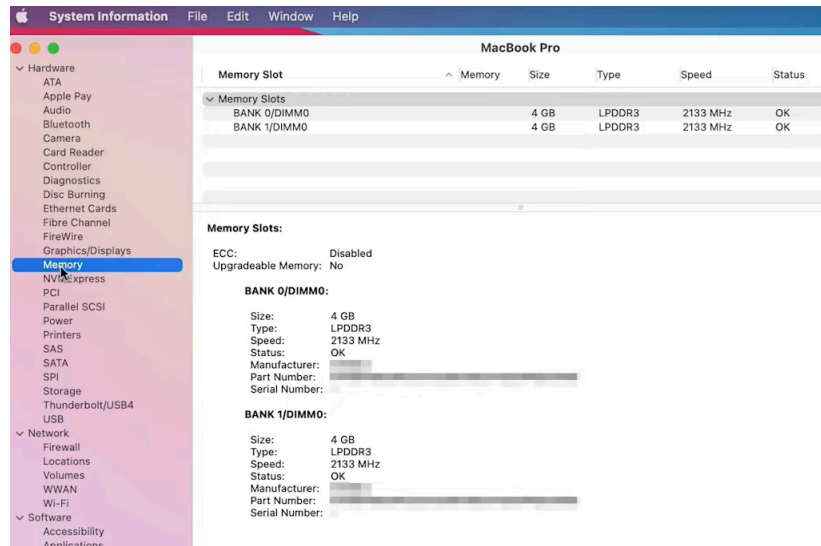 System Information File Edit Window Help
MacBook Pro
Hardware
ATA
Apple Pay
Audio
Bluetooth
Camera
Card Reader
Controller
Diagnostics
Disc Burning
Ethernet Cards
Fibre Channel
FireWire
Graphics/Displays
Memory
NVMExpress
PCI
Parallel SCSI
Power
Printers
SAS
SATA
SPI
Storage
Thunderbolt/USB4
USB
Network
Firewall
Locations
Volumes
WWAN
Wi-Fi
Software
Accessibility
Applications
Memory Slot Memory Size Type Speed Status
Memory Slots
BANK 0/DIMM0 4 GB LPDDR3 2133 MHz OK
BANK 1/DIMM0 4 GB LPDDR3 2133 MHz OK
Memory Slots:
ECC: Disabled
Upgradeable Memory: No
BANK 0/DIMM0:
Size: 4 GB
Type: LPDDR3
Speed: 2133 MHz
Status: OK
Manufacturer:
Part Number:
Serial Number:
BANK 1/DIMM0:
Size: 4 GB
Type: LPDDR3
Speed: 2133 MHz
Status: OK
Manufacturer:
Part Number:
Serial Number: